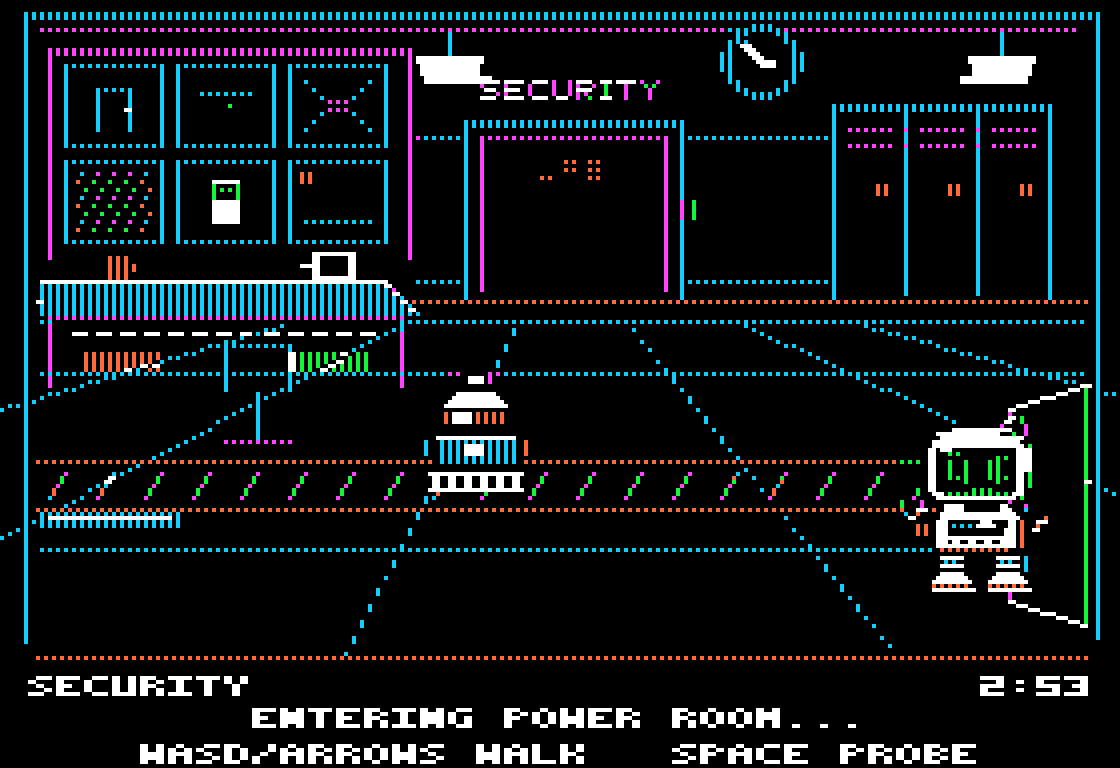 SECURITY
SECURITY 2:53
ENTERING POWER ROOM...
WASD/ARROWS WALK SPACE PROBE